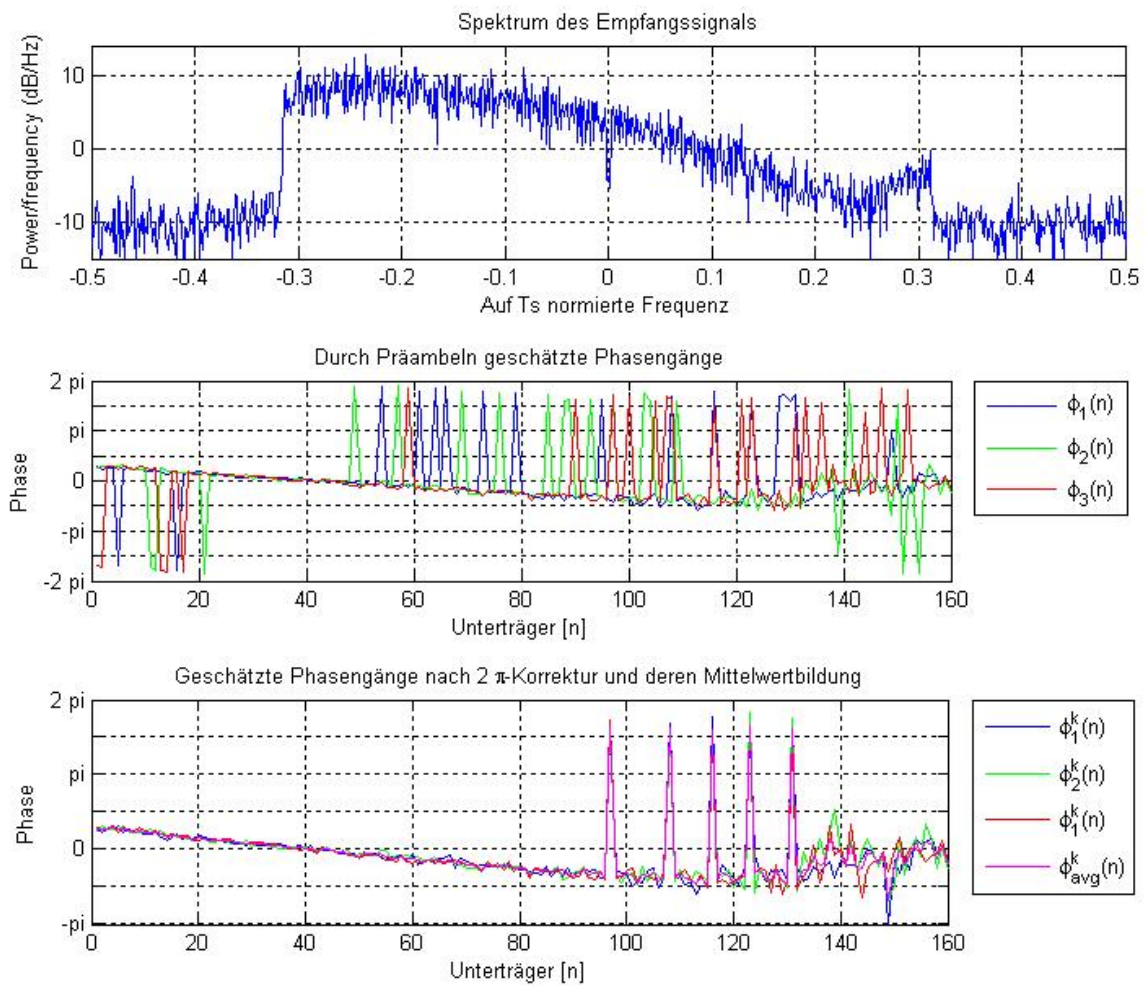 Spektrum des Empfangssignals
Power/frequency (dB/Hz)
10
0
-10
-0.5 -0.4 -0.3 -0.2 -0.1 0 0.1 0.2 0.3 0.4 0.5
Auf Ts normierte Frequenz
Durch Präambeln geschätzte Phasengänge
Phase
2 pi
pi
0
-pi
-2 pi
0 20 40 60 80 100 120 140 160
Unterträger [n]
ϕ1(n)
ϕ2(n)
ϕ3(n)
Geschätzte Phasengänge nach 2 π-Korrektur und deren Mittelwertbildung
Phase
2 pi
pi
0
-pi
0 20 40 60 80 100 120 140 160
Unterträger [n]
ϕ1^k(n)
ϕ2^k(n)
ϕ1^k(n)
ϕavg^k(n)